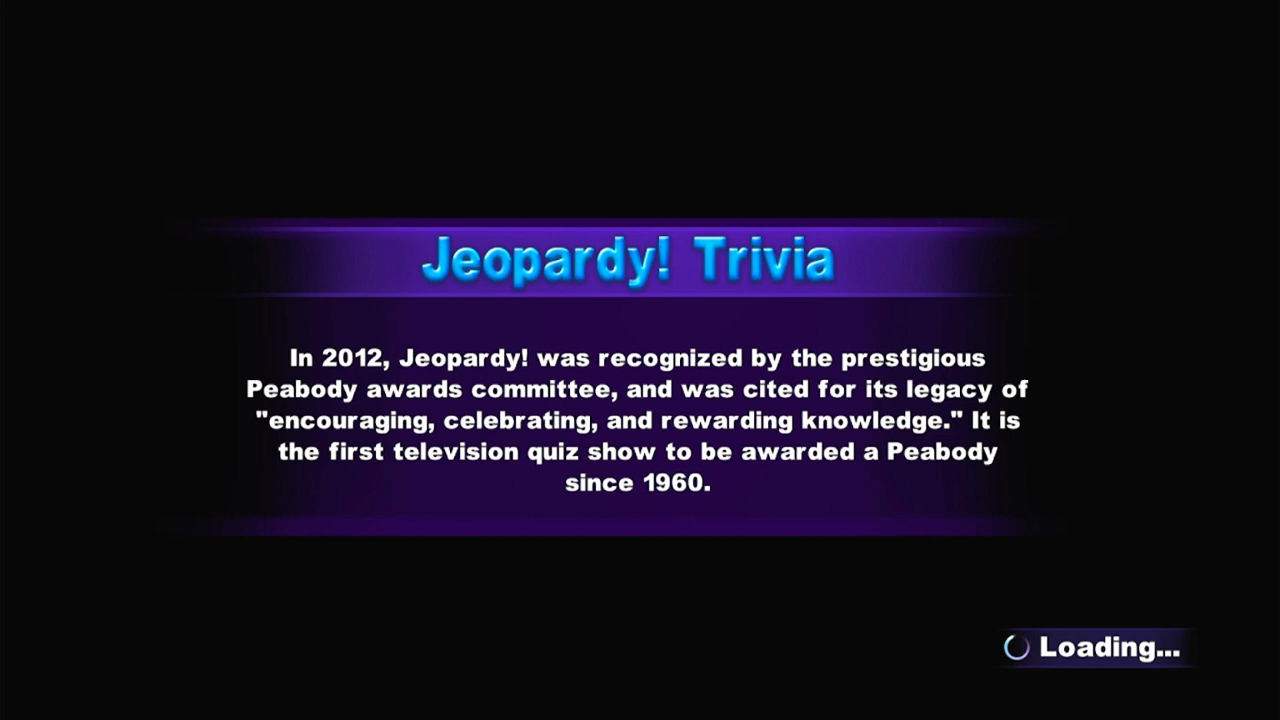 Jeopardy! Trivia
In 2012, Jeopardy! was recognized by the prestigious
Peabody awards committee, and was cited for its legacy of
"encouraging, celebrating, and rewarding knowledge." It is
the first television quiz show to be awarded a Peabody
since 1960.
Loading...